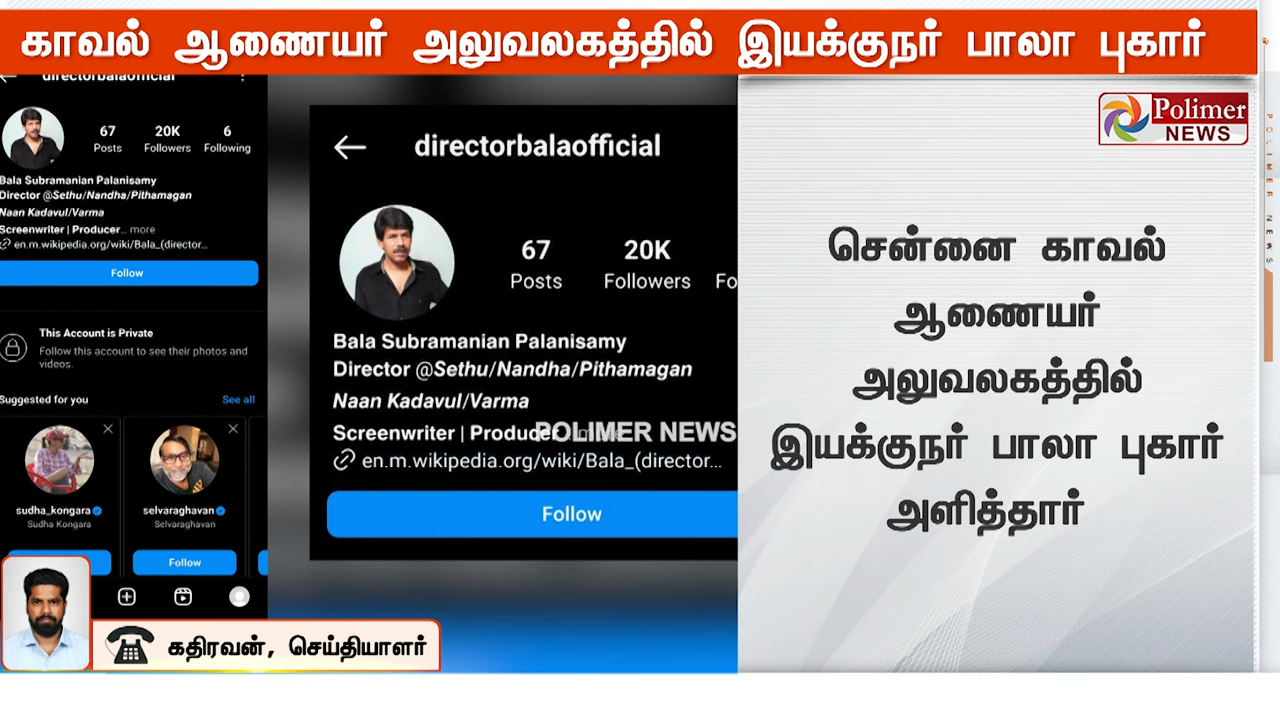 காவல் ஆணையர் அலுவலகத்தில் இயக்குநர் பாலா புகார்
directorbalaofficial
67
20K
6
Posts
Followers
Following
Bala Subramanian Palanisamy
Director @Sethu/Nandha/Pithamagan
Naan Kadavul/Varma
Screenwriter | Producer... more
en.m.wikipedia.org/wiki/Bala_(director...
Follow
This Account is Private
Follow this account to see their photos and
videos.
Suggested for you
See all
sudha_kongara
Sudha Kongara
selvaraghavan
Selvaraghavan
Follow
directorbalaofficial
67
20K
Posts
Followers
Fo
Bala Subramanian Palanisamy
Director @Sethu/Nandha/Pithamagan
Naan Kadavul/Varma
Screenwriter | Producer
POLIMER NEWS
en.m.wikipedia.org/wiki/Bala_(director...
Follow
Polimer
NEWS
சென்னை காவல்
ஆணையர்
அலுவலகத்தில்
இயக்குநர் பாலா புகார்
அளித்தார்
கதிரவன், செய்தியாளர்
POLIMER NEWS